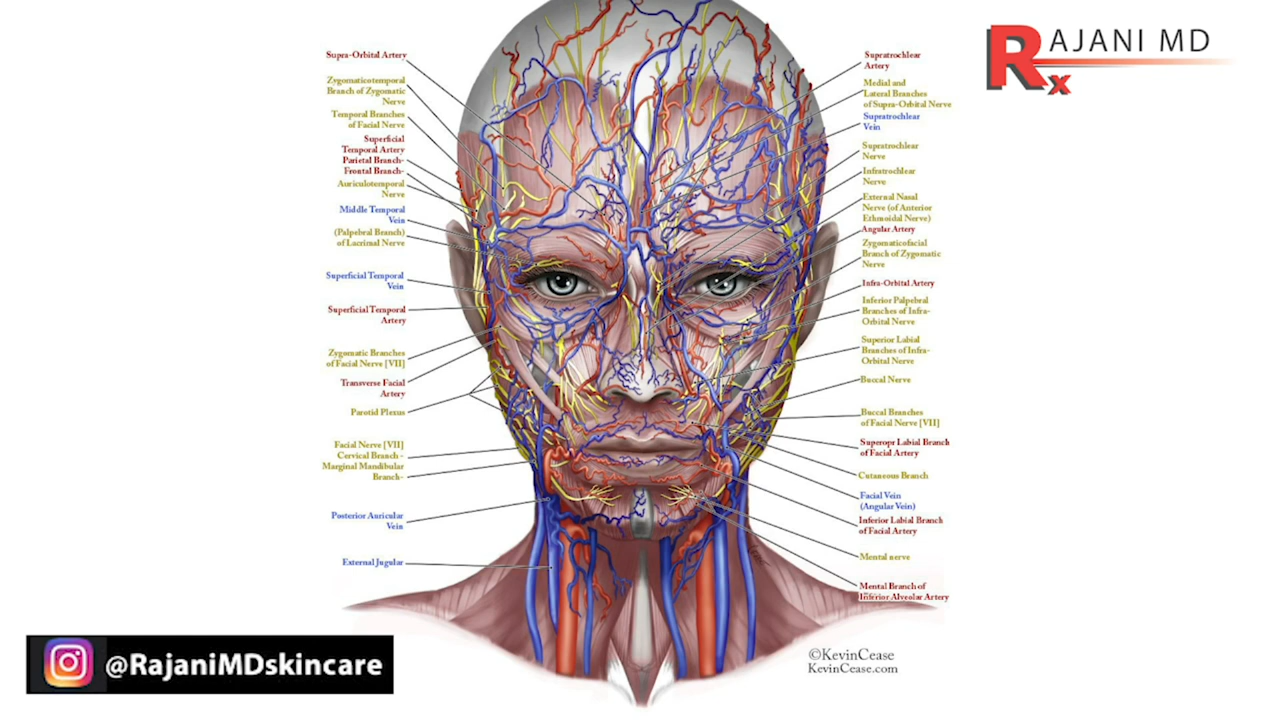 Supra-Orbital Artery
Zygomaticotemporal
Branch of Zygomatic
Nerve
Temporal Branches
of Facial Nerve
Superficial
Temporal Artery
Parietal Branch-
Frontal Branch-
Auriculotemporal
Nerve
Middle Temporal
Vein
(Palpebral Branch)
of Lacrimal Nerve
Superficial Temporal
Vein
Superficial Temporal
Artery
Zygomatic Branches
of Facial Nerve [VII]
Transverse Facial
Artery
Parotid Plexus
Facial Nerve [VII]
Cervical Branch -
Marginal Mandibular
Branch-
Posterior Auricular
Vein
External Jugular
Supratrochlear
Artery
Medial and
Lateral Branches
of Supra-Orbital Nerve
Supratrochlear
Vein
Supratrochlear
Nerve
Infratrochlear
Nerve
External Nasal
Nerve (of Anterior
Ethmoidal Nerve)
Angular Artery
Zygomaticofacial
Branch of Zygomatic
Nerve
Infra-Orbital Artery
Inferior Palpebral
Branches of Infra-
Orbital Nerve
Superior Labial
Branches of Infra-
Orbital Nerve
Buccal Nerve
Buccal Branches
of Facial Nerve [VII]
Superopr Labial Branch
of Facial Artery
Cutaneous Branch
Facial Vein
(Angular Vein)
Inferior Labial Branch
of Facial Artery
Mental nerve
Mental Branch of
Inferior Alveolar Artery
©KevinCease
KevinCease.com
RAJANI MD
x
@RajaniMDskincare